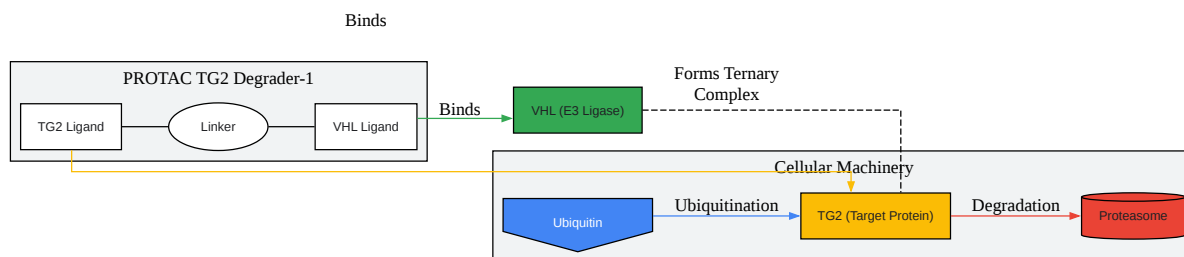 Binds
PROTAC TG2 Degrader-1
TG2 Ligand
Linker
VHL Ligand
Binds
VHL (E3 Ligase)
Forms Ternary
Complex
Cellular Machinery
Ubiquitin
Ubiquitination
TG2 (Target Protein)
Degradation
Proteasome